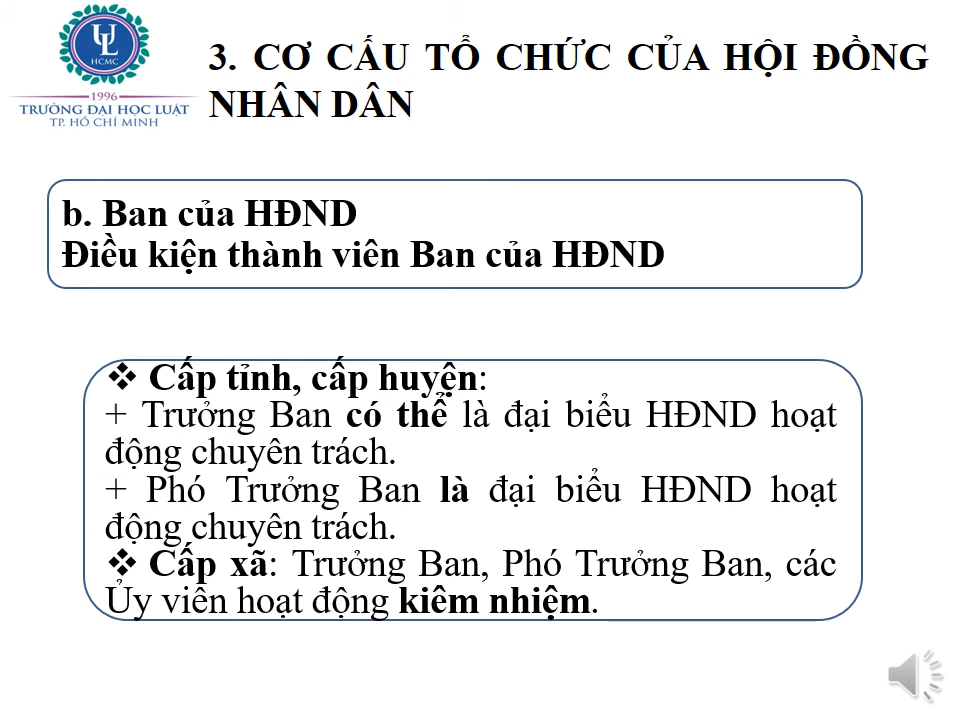 UL
HCMC
1996
TRƯỜNG ĐẠI HỌC LUẬT
TP. HỒ CHÍ MINH
3. CƠ CẤU TỔ CHỨC CỦA HỘI ĐỒNG
NHÂN DÂN
b. Ban của HĐND
Điều kiện thành viên Ban của HĐND
❖ Cấp tỉnh, cấp huyện:
+ Trưởng Ban có thể là đại biểu HĐND hoạt
động chuyên trách.
+ Phó Trưởng Ban là đại biểu HĐND hoạt
động chuyên trách.
❖ Cấp xã: Trưởng Ban, Phó Trưởng Ban, các
Ủy viên hoạt động kiêm nhiệm.